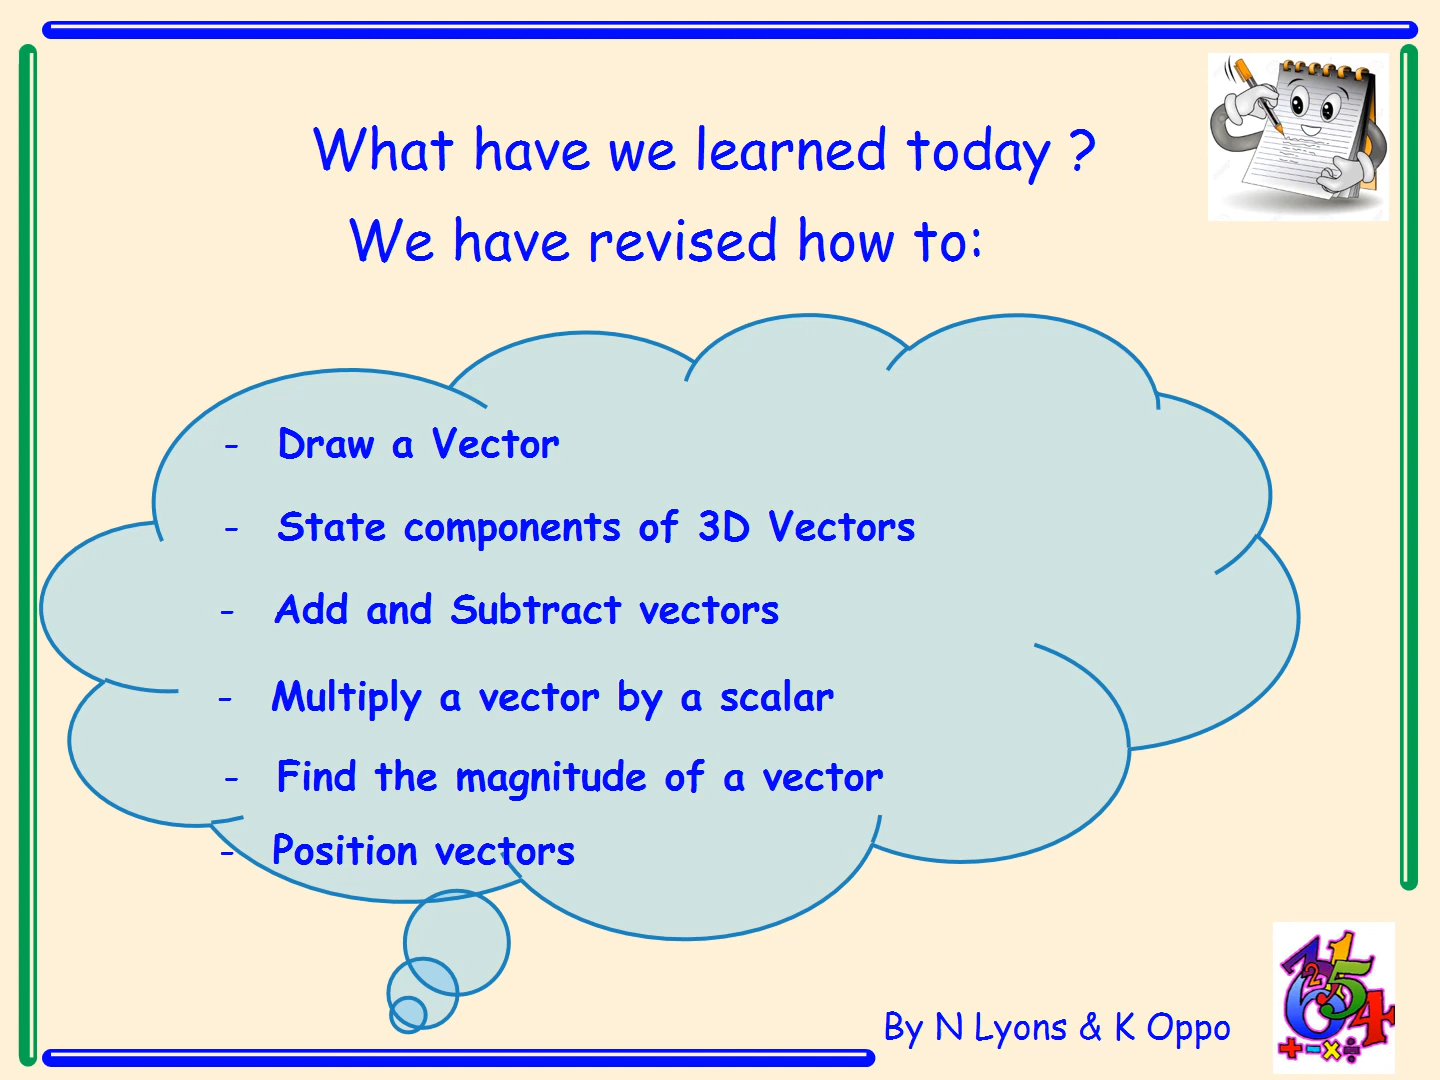 What have we learned today ?
We have revised how to:
- Draw a Vector
- State components of 3D Vectors
- Add and Subtract vectors
- Multiply a vector by a scalar
- Find the magnitude of a vector
- Position vectors
By N Lyons & K Oppo